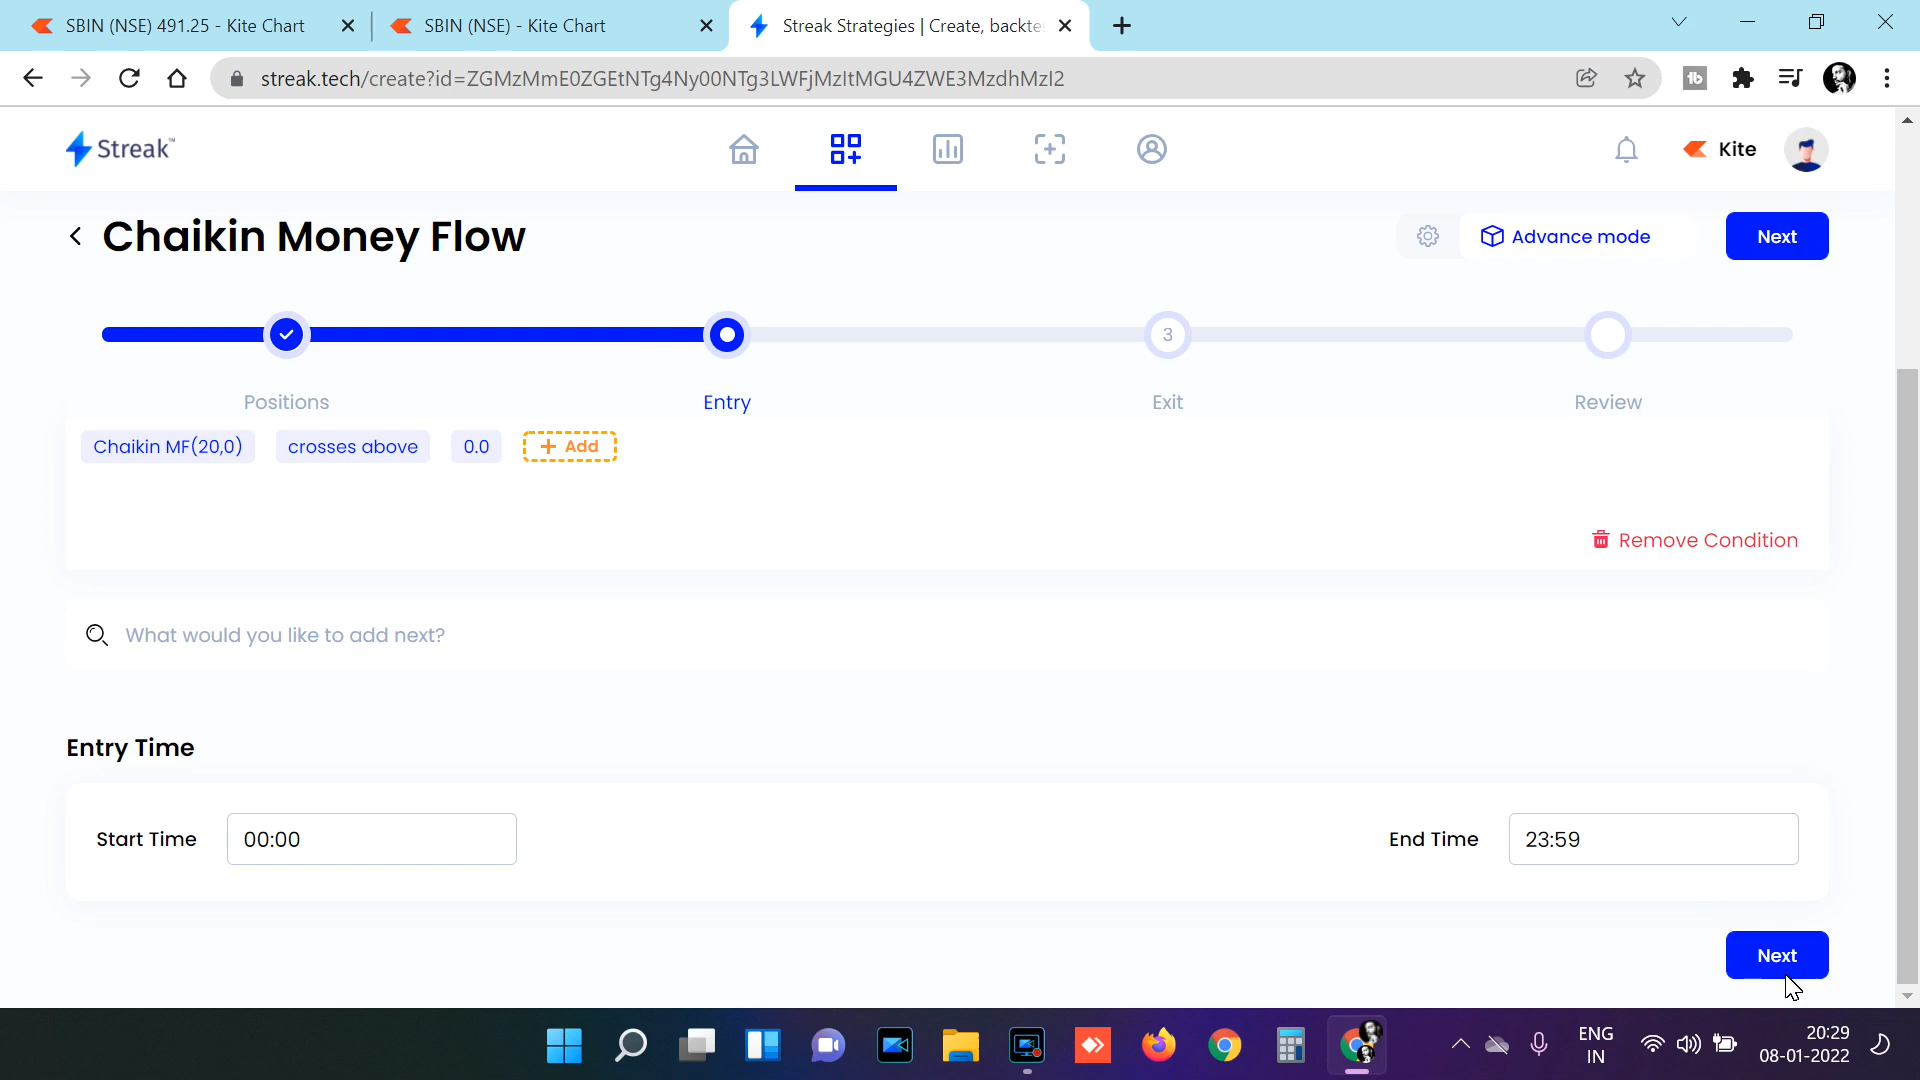 SBIN (NSE) 491.25 - Kite Chart
SBIN (NSE) - Kite Chart
Streak Strategies | Create, backte
streak.tech/create?id=ZGMzMmE0ZGEtNTg4Ny00NTg3LWFjMzItMGU4ZWE3MzdhMzI2
tb
Streak™
Kite
Chaikin Money Flow
Advance mode
Next
3
Positions
Entry
Exit
Review
Chaikin MF(20,0)
crosses above
0.0
+ Add
Remove Condition
What would you like to add next?
Entry Time
Start Time
00:00
End Time
23:59
Next
ENG
IN
20:29
08-01-2022